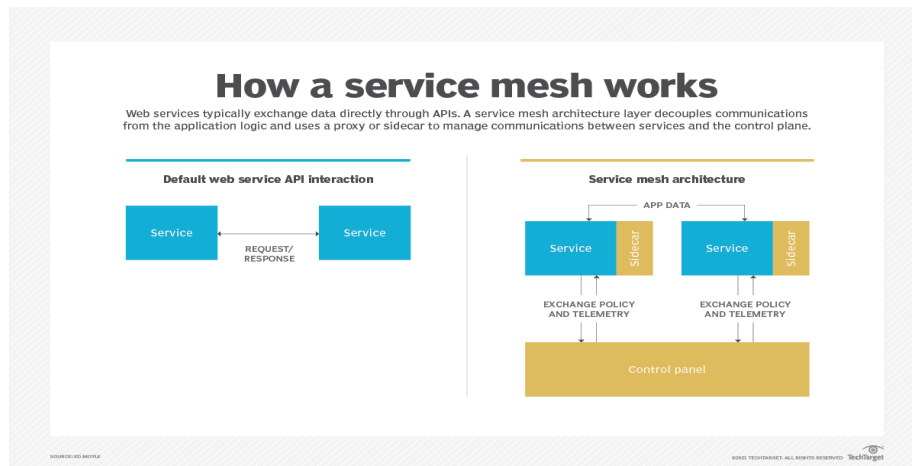 How a service mesh works
Web services typically exchange data directly through APIs. A service mesh architecture layer decouples communications
from the application logic and uses a proxy or sidecar to manage communications between services and the control plane.
Default web service API interaction
Service
Service
REQUEST/
RESPONSE
Service mesh architecture
APP DATA
Service
Sidecar
Service
Sidecar
EXCHANGE POLICY
AND TELEMETRY
EXCHANGE POLICY
AND TELEMETRY
Control panel
SOURCE: ED MOYLE
©2021 TECHTARGET. ALL RIGHTS RESERVED
TechTarget